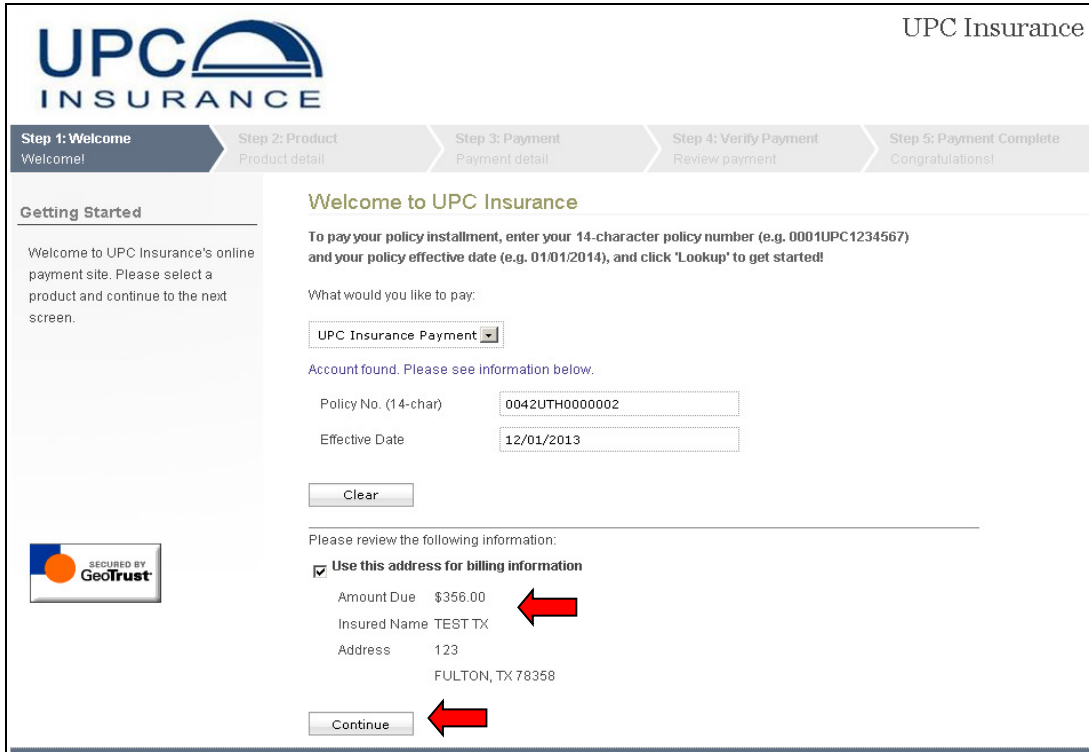 UPC
INSURANCE
UPC Insurance
Step 1: Welcome
Welcome!
Step 2: Product
Product detail
Step 3: Payment
Payment detail
Step 4: Verify Payment
Review payment
Step 5: Payment Complete
Congratulations!
Getting Started
Welcome to UPC Insurance's online
payment site. Please select a
product and continue to the next
screen.
SECURED BY
GeoTrust
Welcome to UPC Insurance
To pay your policy installment, enter your 14-character policy number (e.g. 0001UPC1234567)
and your policy effective date (e.g. 01/01/2014), and click 'Lookup' to get started!
What would you like to pay:
UPC Insurance Payment
Account found. Please see information below.
Policy No. (14-char) 0042UTH0000002
Effective Date 12/01/2013
Clear
Please review the following information:
Use this address for billing information
Amount Due $356.00
Insured Name TEST TX
Address 123
FULTON, TX 78358
Continue